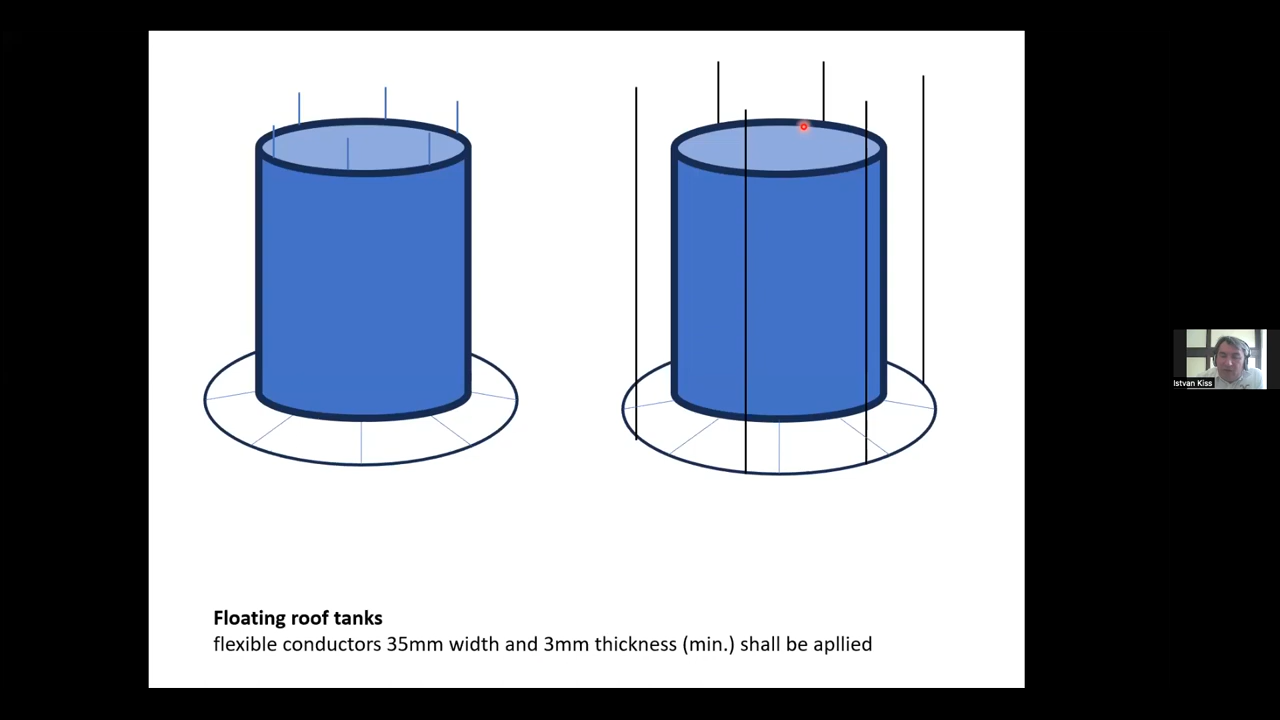 Istvan Kiss
Floating roof tanks
flexible conductors 35mm width and 3mm thickness (min.) shall be apllied